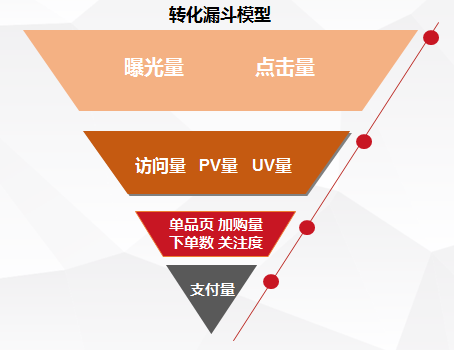 转化漏斗模型
曝光量 点击量
访问量 PV量 UV量
单品页 加购量
下单数 关注度
支付量